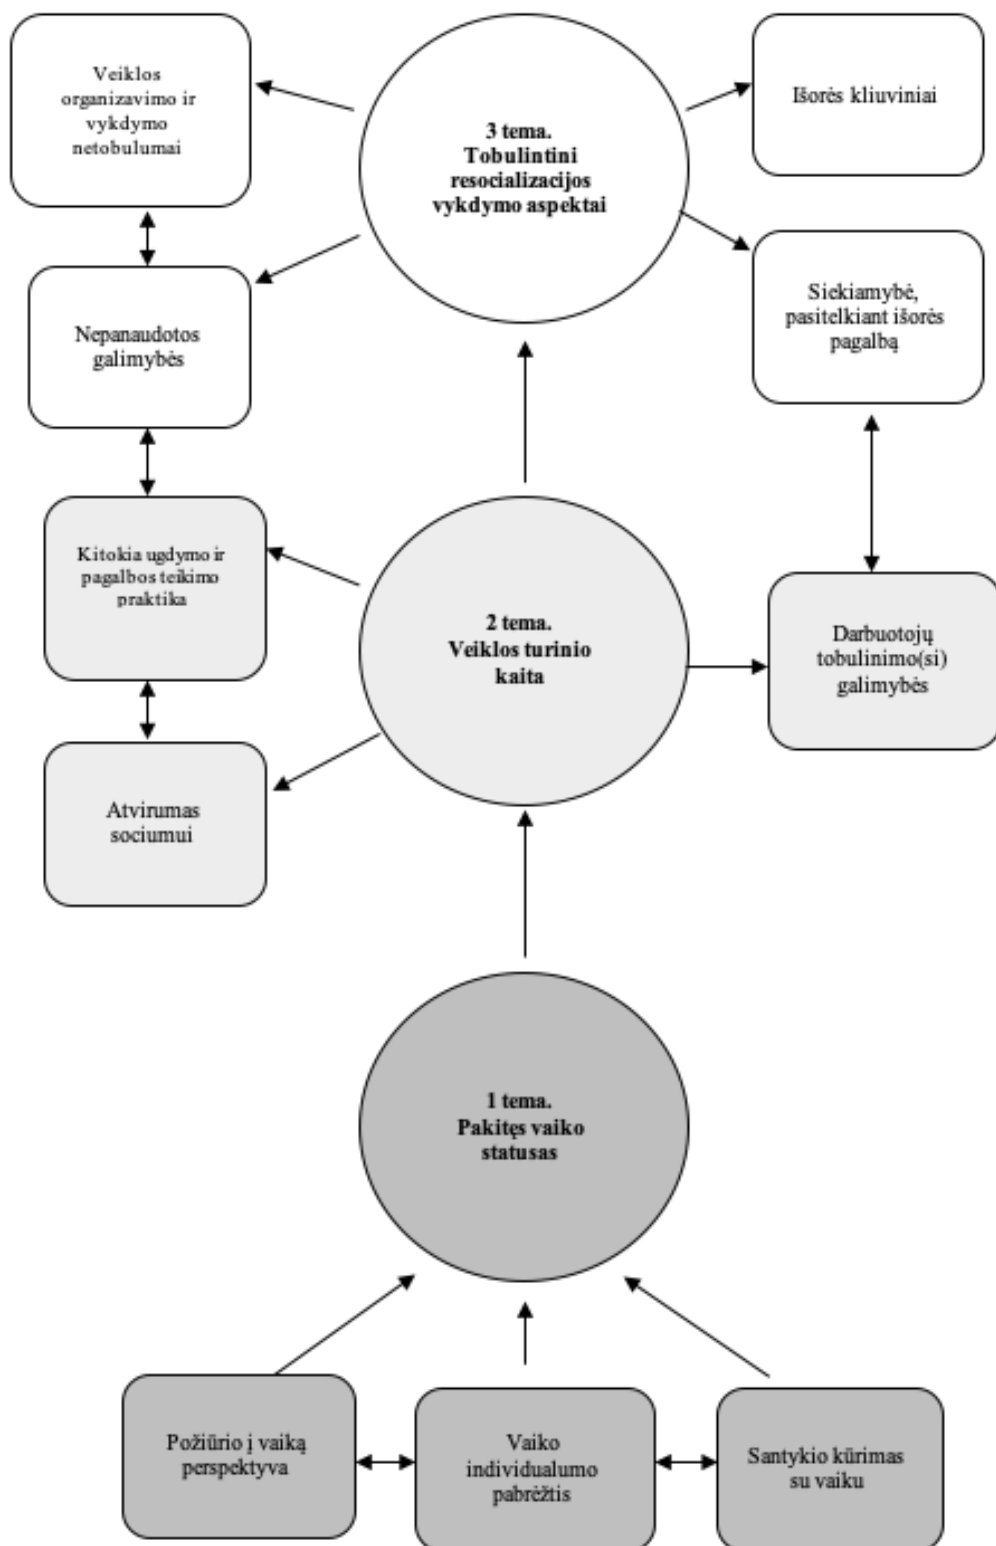 Veiklos
organizavimo ir
vykdymo
netobulumai
3 tema.
Tobulintini
resocializacijos
vykdymo aspektai
Išorės kliuviniai
Nepanaudotos
galimybės
Siekiamybė,
pasitelkiant išorės
pagalbą
Kitokia ugdymo ir
pagalbos teikimo
praktika
2 tema.
Veiklos turinio
kaita
Darbuotojų
tobulinimo(si)
galimybės
Atvirumas
sociumui
1 tema.
Pakitęs vaiko
statusas
Požiūrio į vaiką
perspektyva
Vaiko
individualumo
pabrėžtis
Santykio kūrimas
su vaiku